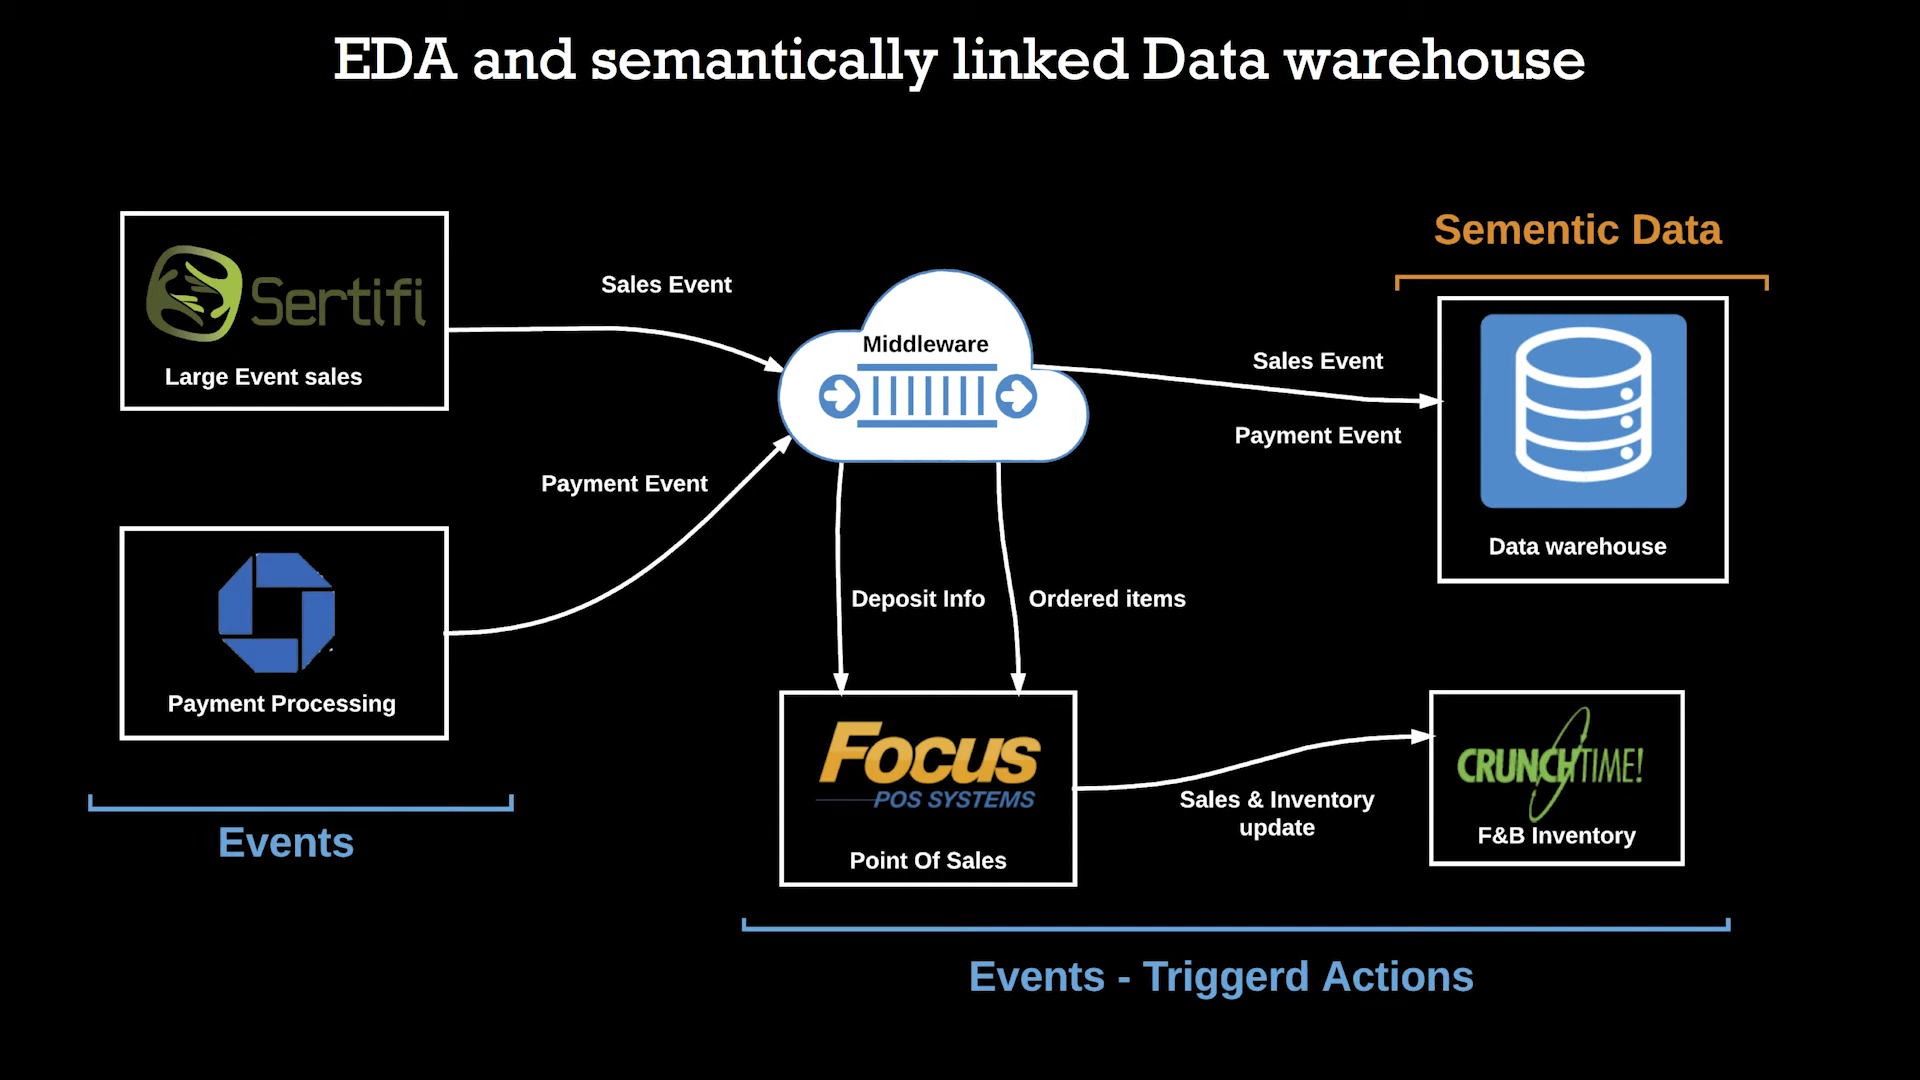 EDA and semantically linked Data warehouse
Sertifi
Large Event sales
Sales Event
Middleware
Sementic Data
Sales Event
Payment Event
Data warehouse
Payment Event
Payment Processing
Deposit Info
Ordered items
Events
Focus
POS SYSTEMS
Point Of Sales
Sales & Inventory
update
CRUNCHTIME!
F&B Inventory
Events - Triggerd Actions